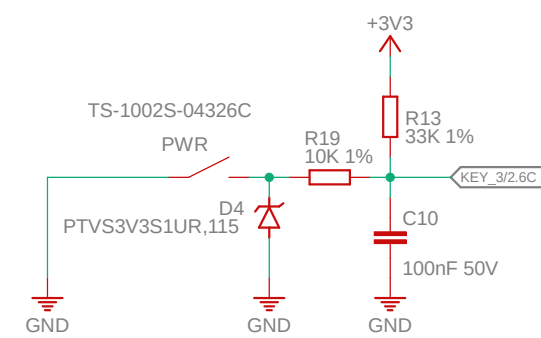 +3V3
TS-1002S-04326C
PWR
R13
33K 1%
R19
10K 1%
KEY_3/2.6C
D4
PTVS3V3S1UR,115
C10
100nF 50V
GND
GND
GND